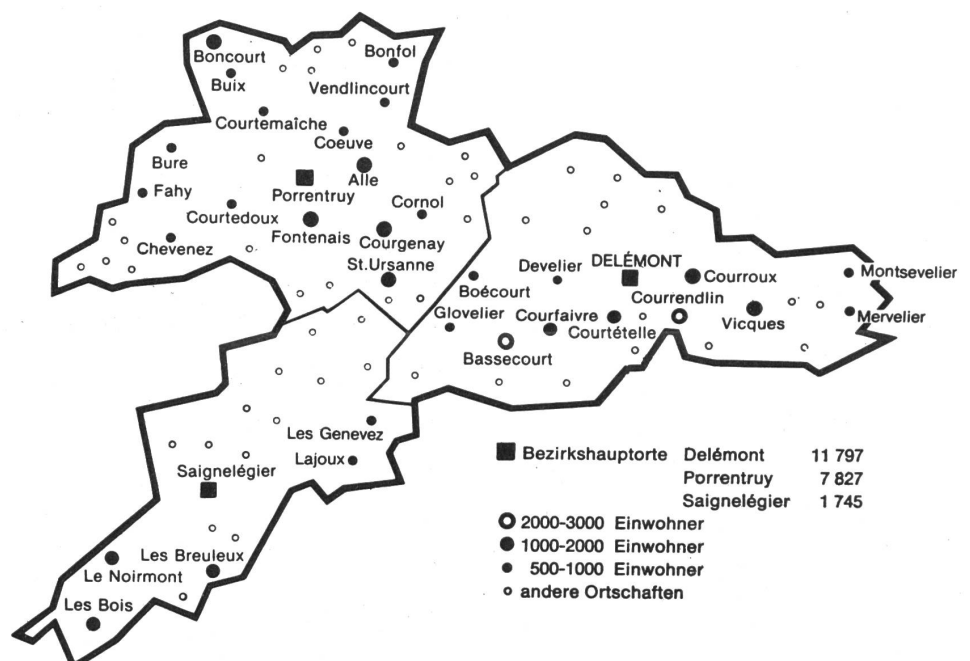 Boncourt
Bonfol
Buix
Vendlincourt
Courtemaîche
Coeuve
Bure
Alle
Fahy
Porrentruy
Cornol
Courtedoux
Fontenais
Courgenay
Chevenez
St.Ursanne
Develier
DELÉMONT
Courroux
Montsevelier
Boécourt
Courrendlin
Glovelier
Courfaivre
Courtételle
Vicques
Mervelier
Bassecourt
Les Genevez
Lajoux
Saignelégier
Les Breuleux
Le Noirmont
Les Bois
Bezirkshauptorte Delémont 11 797
Porrentruy 7 827
Saignelégier 1 745
2000-3000 Einwohner
1000-2000 Einwohner
500-1000 Einwohner
andere Ortschaften